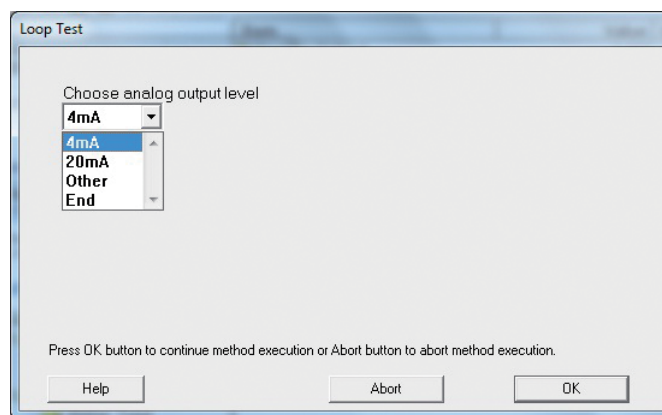 Loop Test
Choose analog output level
4mA
4mA
20mA
Other
End
Press OK button to continue method execution or Abort button to abort method execution.
Help
Abort
OK